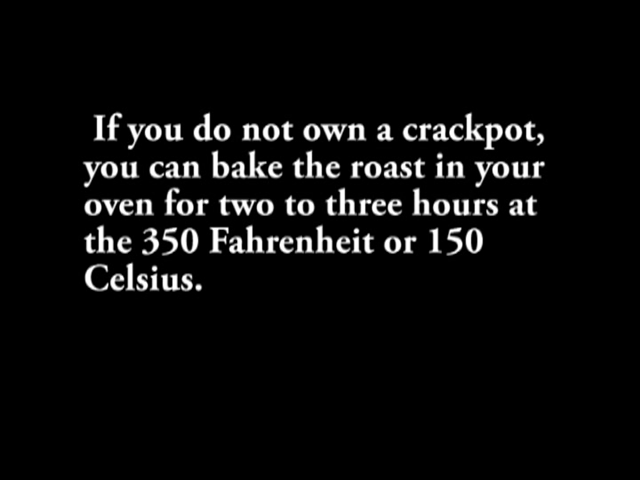 If you do not own a crackpot,
you can bake the roast in your
oven for two to three hours at
the 350 Fahrenheit or 150
Celsius.